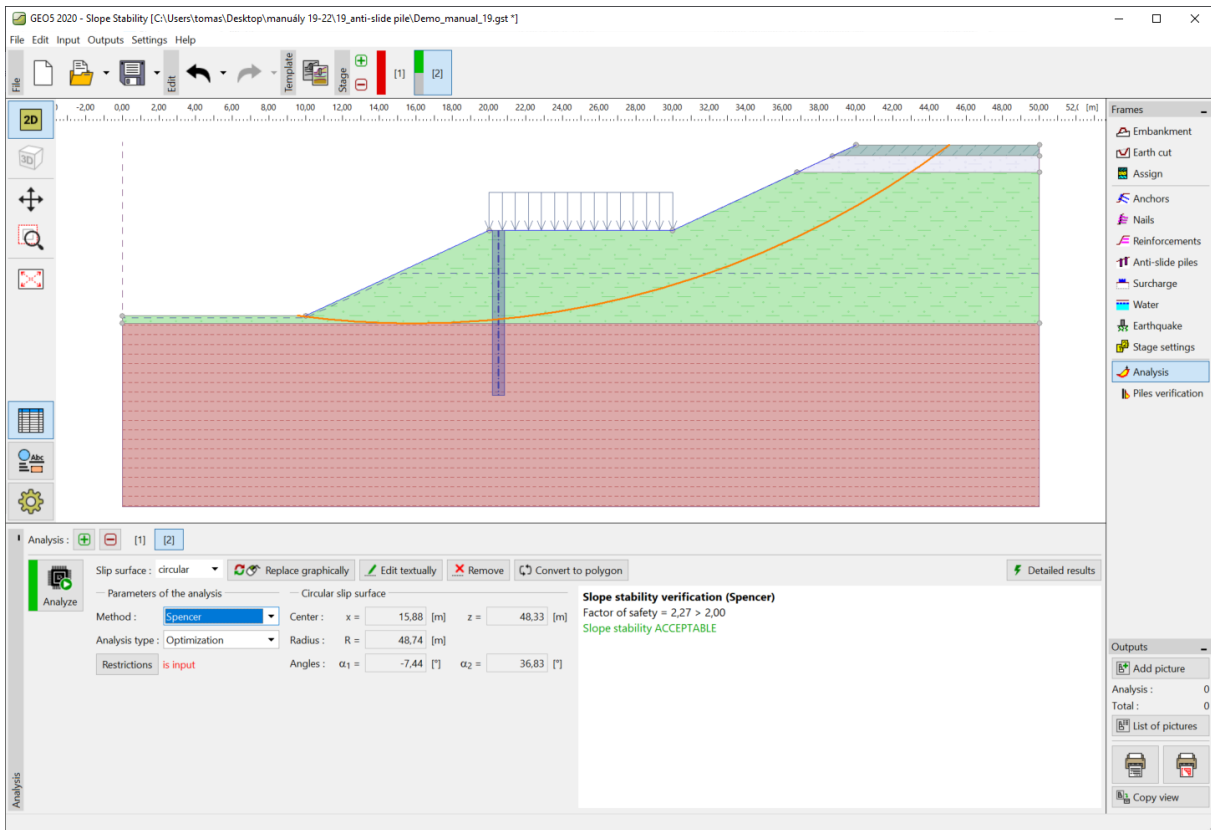 GEO5 2020 - Slope Stability [C:\Users\tomas\Desktop\manuály 19-22\19_anti-slide pile\Demo_manual_19.gst *]
File Edit Input Outputs Settings Help
File
Edit
Template
Stage
[1]
[2]
2D
3D
-2,00 0,00 2,00 4,00 6,00 8,00 10,00 12,00 14,00 16,00 18,00 20,00 22,00 24,00 26,00 28,00 30,00 32,00 34,00 36,00 38,00 40,00 42,00 44,00 46,00 48,00 50,00 52,( [m]
Frames
Embankment
Earth cut
Assign
Anchors
Nails
Reinforcements
Anti-slide piles
Surcharge
Water
Earthquake
Stage settings
Analysis
Piles verification
Abc
Analysis : [1] [2]
Analyze
Slip surface : circular Replace graphically Edit textually Remove Convert to polygon Detailed results
Parameters of the analysis
Method : Spencer
Analysis type : Optimization
Restrictions is input
Circular slip surface
Center : x = 15,88 [m] z = 48,33 [m]
Radius : R = 48,74 [m]
Angles : α1 = -7,44 [°] α2 = 36,83 [°]
Slope stability verification (Spencer)
Factor of safety = 2,27 > 2,00
Slope stability ACCEPTABLE
Analysis
Outputs
Add picture
Analysis : 0
Total : 0
List of pictures
Copy view